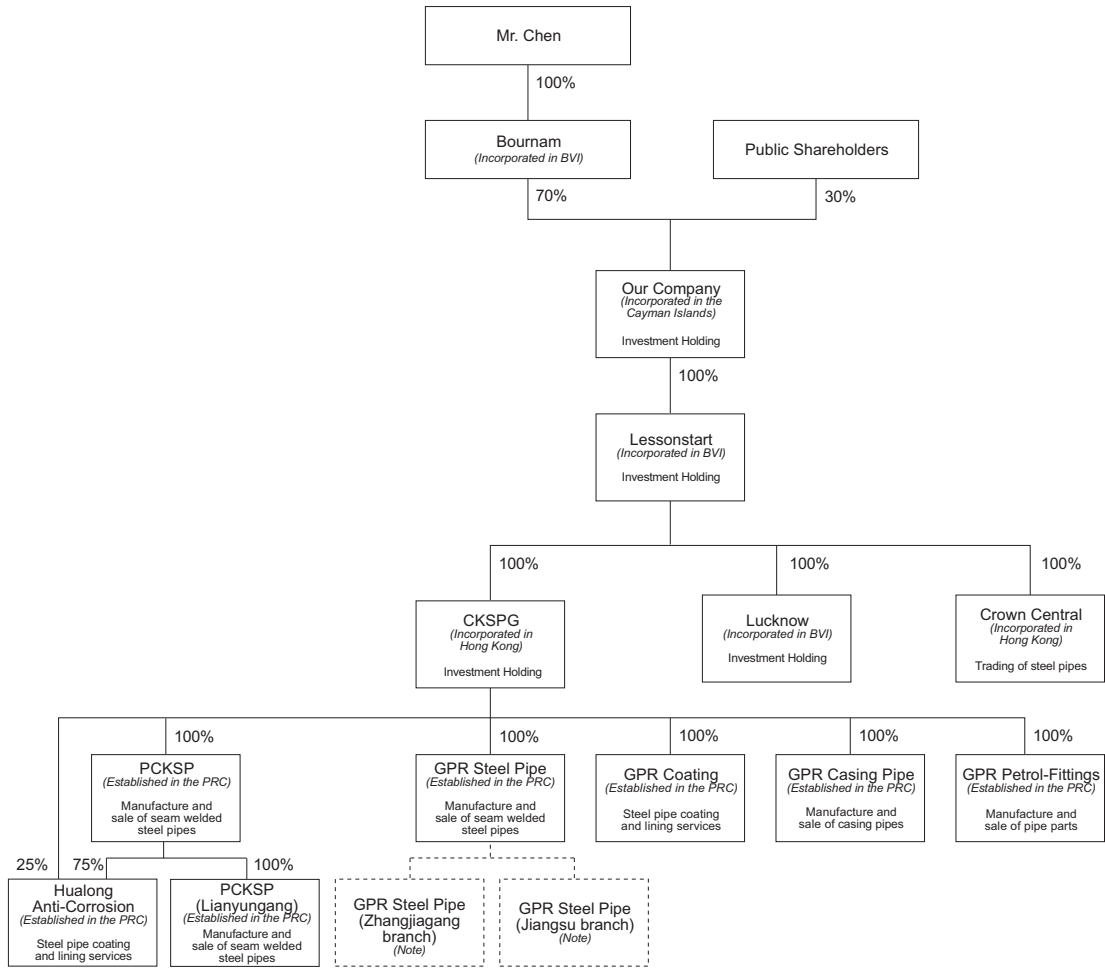 Mr. Chen
100%
Bournam
(Incorporated in BVI)
Public Shareholders
70%
30%
Our Company
(Incorporated in the
Cayman Islands)
Investment Holding
100%
Lessonstart
(Incorporated in BVI)
Investment Holding
100%
100%
100%
CKSPG
(Incorporated in
Hong Kong)
Investment Holding
Lucknow
(Incorporated in BVI)
Investment Holding
Crown Central
(Incorporated in
Hong Kong)
Trading of steel pipes
100%
100%
100%
100%
100%
PCKSP
(Established in the PRC)
Manufacture and
sale of seam welded
steel pipes
GPR Steel Pipe
(Established in the PRC)
Manufacture and
sale of seam welded
steel pipes
GPR Coating
(Established in the PRC)
Steel pipe coating
and lining services
GPR Casing Pipe
(Established in the PRC)
Manufacture and
sale of casing pipes
GPR Petrol-Fittings
(Established in the PRC)
Manufacture and
sale of pipe parts
25%
75%
100%
Hualong
Anti-Corrosion
(Established in the PRC)
Steel pipe coating
and lining services
PCKSP
(Lianyungang)
(Established in the PRC)
Manufacture and
sale of seam welded
steel pipes
GPR Steel Pipe
(Zhangjiagang
branch)
(Note)
GPR Steel Pipe
(Jiangsu branch)
(Note)